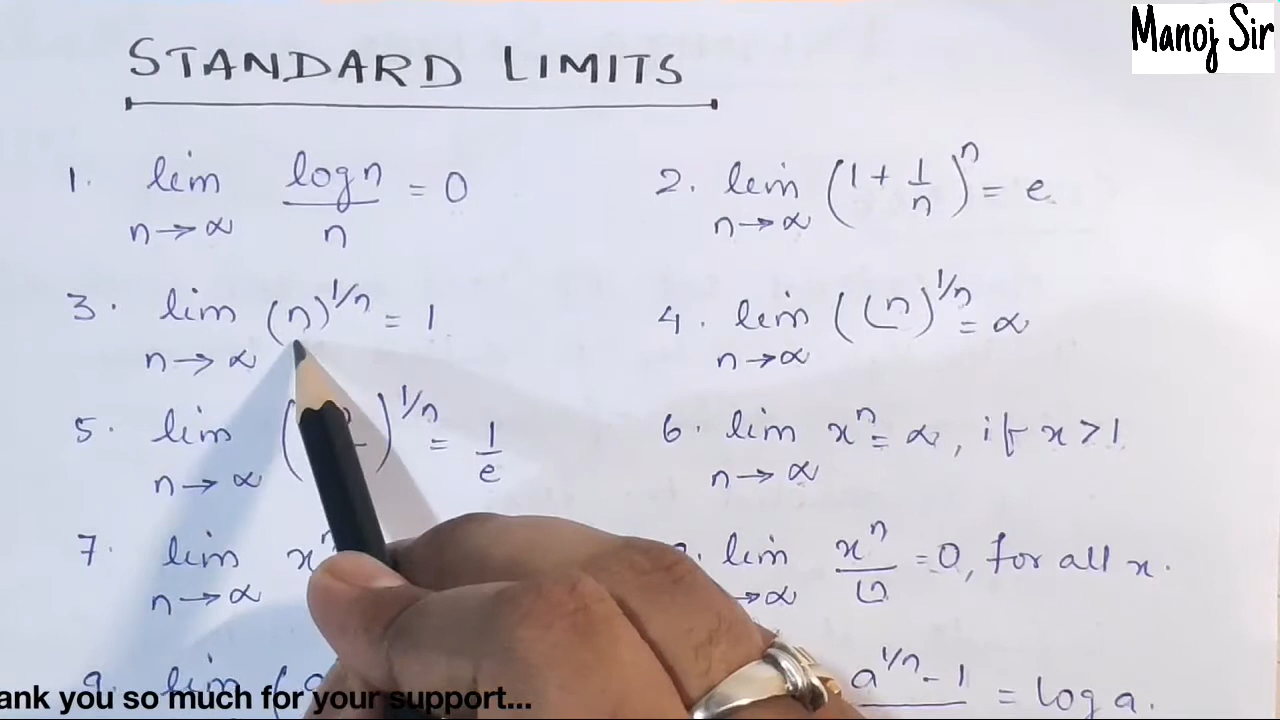 Manoj Sir
STANDARD LIMITS
1. lim n→∝ log n / n = 0
2. lim n→∝ (1 + 1/n)^n = e
3. lim n→∝ (n)^1/n = 1
4. lim n→∝ (⌊n)^1/n = ∝
5. lim n→∝ ( )^1/n = 1/e
6. lim n→∝ x^n = ∝, if x > 1
7. lim n→∝ x^n
lim →∝ x^n / ⌊n = 0, for all x.
9. lim (a
a^1/n - 1 = log a.
ank you so much for your support...